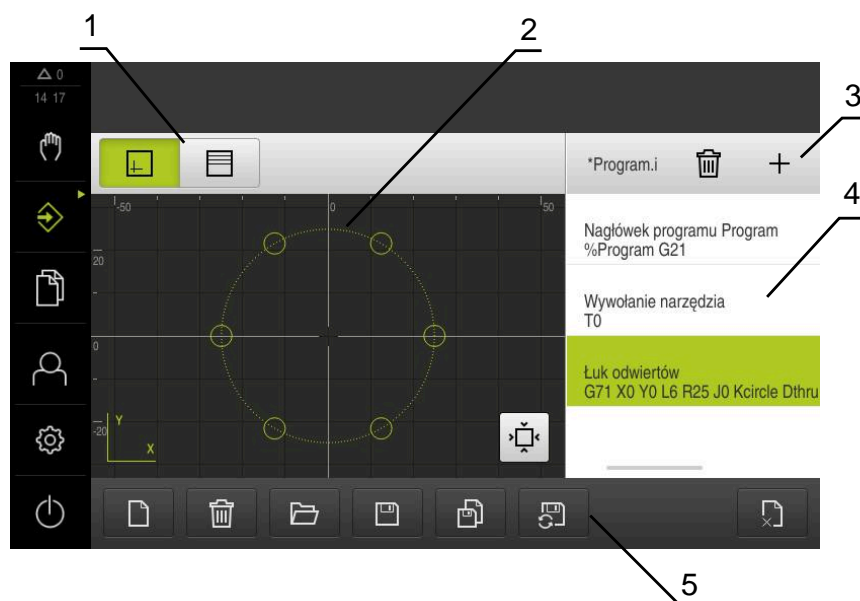 1
2
3
4
5
0
14 17
*Program.i
-50
0
50
20
0
-20
Y
X
Nagłówek programu Program
%Program G21
Wywołanie narzędzia
T0
Łuk odwiertów
G71 X0 Y0 L6 R25 J0 Kcircle Dthru